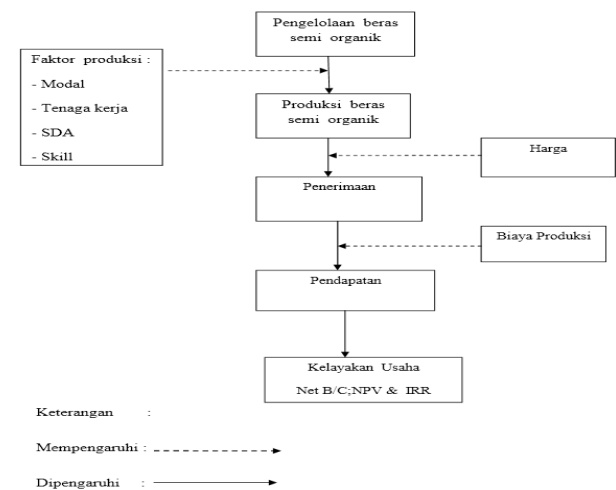 Pengelolaan beras
semi organik
Faktor produksi :
- Modal
- Tenaga kerja
- SDA
- Skill
Produksi beras
semi organik
Harga
Penerimaan
Biaya Produksi
Pendapatan
Kelayakan Usaha
Net B/C;NPV & IRR
Keterangan :
Mempengaruhi :
Dipengaruhi :